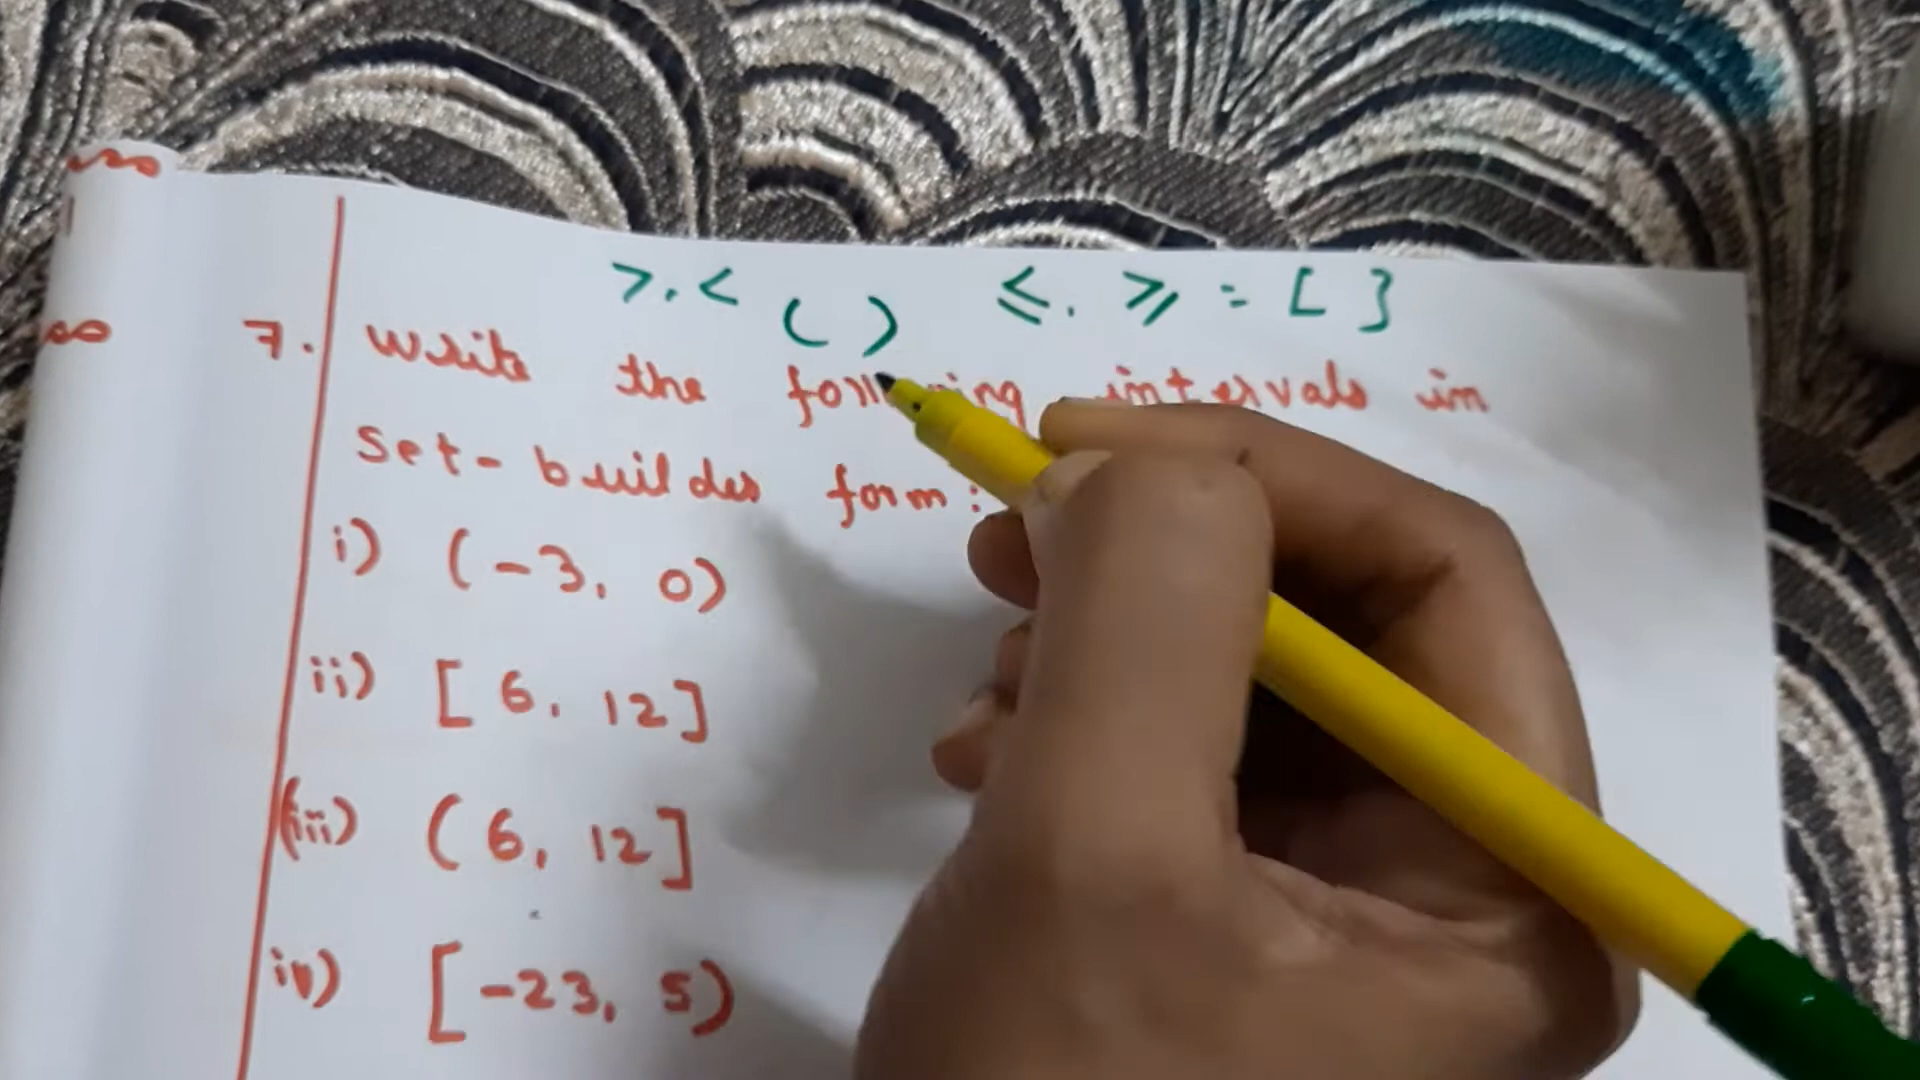 >, < ( ) ≤, ≥ = [ ]
7. Write the following intervals in
set-builder form:
i) (-3, 0)
ii) [6, 12]
(iii) (6, 12]
iv) [-23, 5)